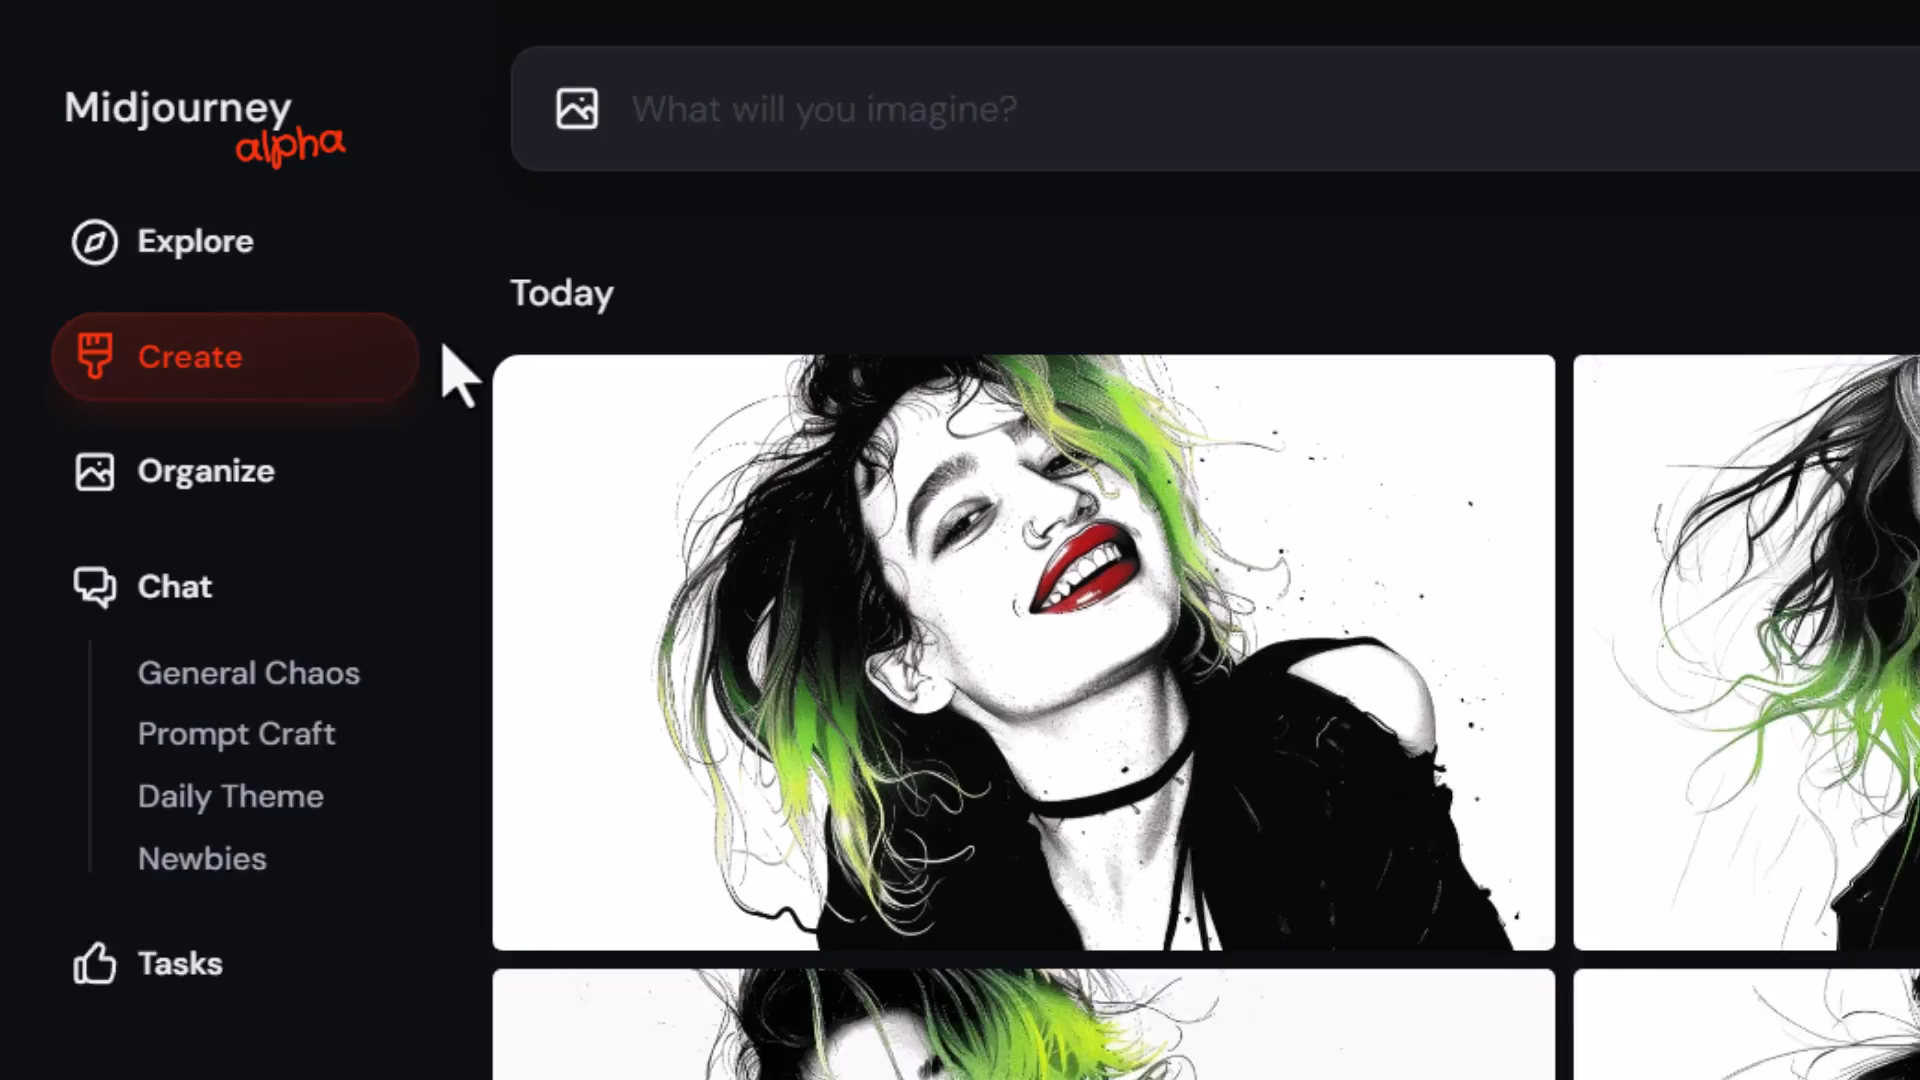 Midjourney
alpha
What will you imagine?
Explore
Create
Organize
Chat
General Chaos
Prompt Craft
Daily Theme
Newbies
Tasks
Today